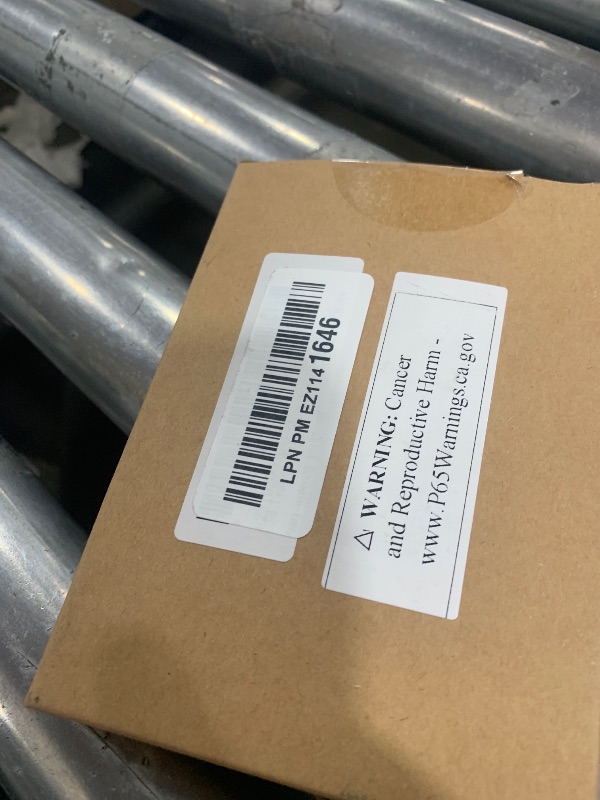 LPN PM EZ114 1646
⚠ WARNING: Cancer
and Reproductive Harm -
www.P65Warnings.ca.gov